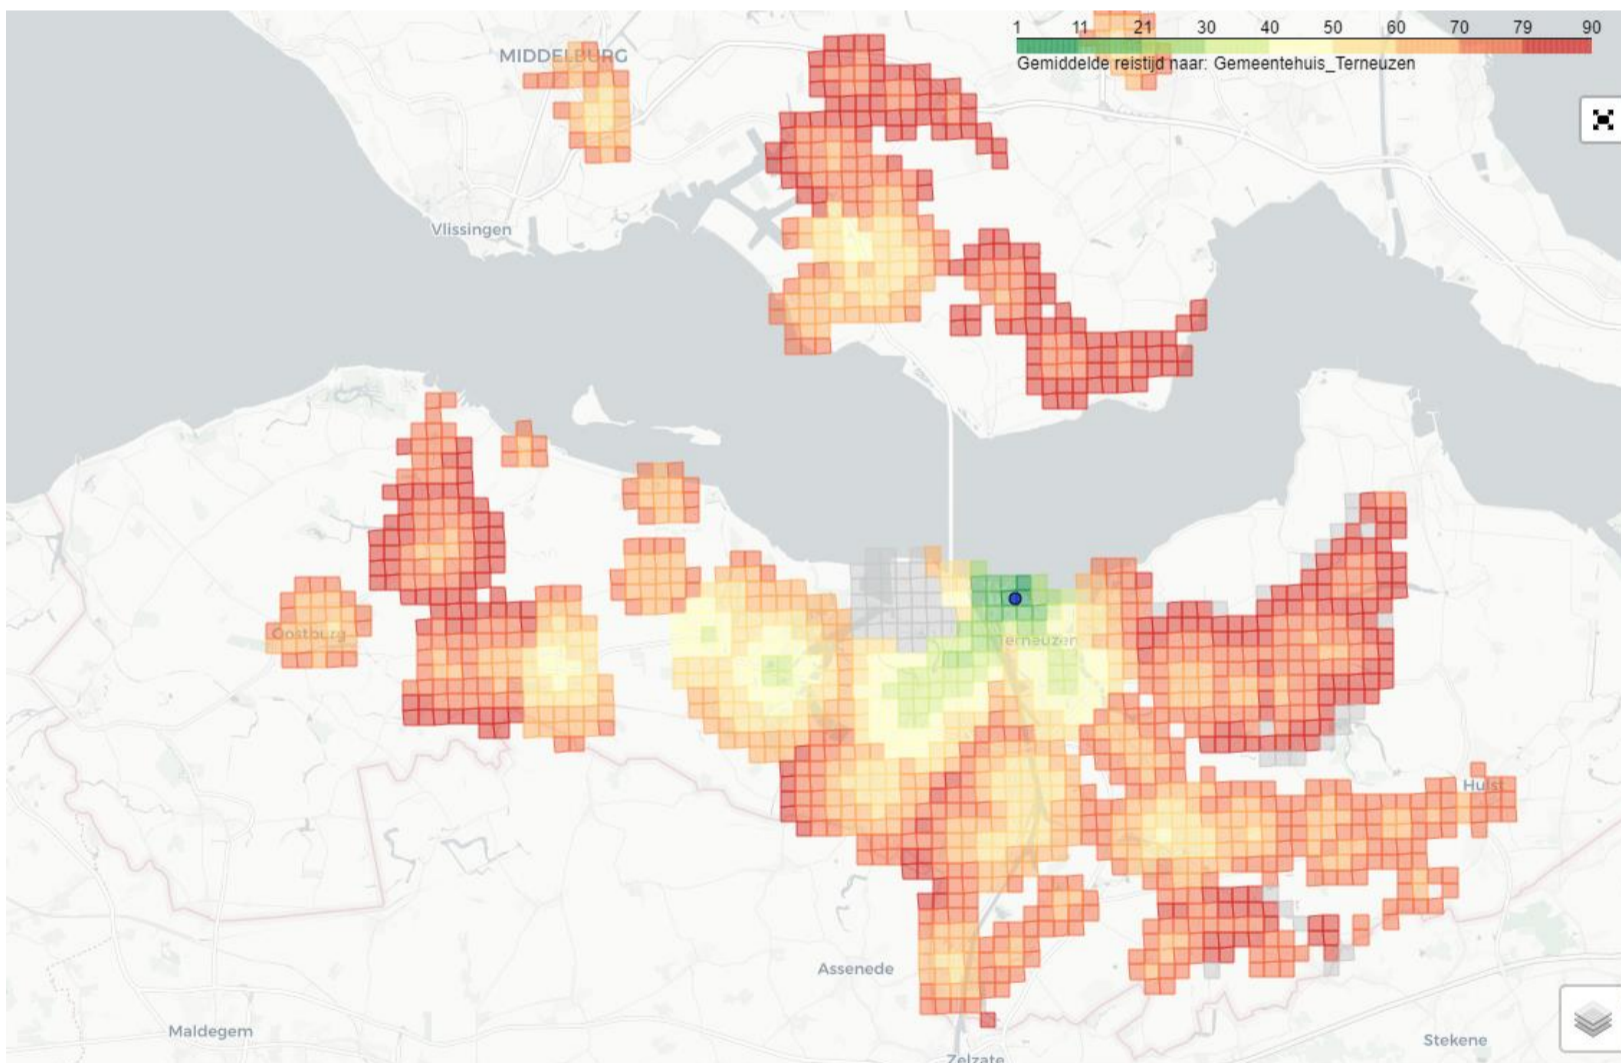 1 11 21 30 40 50 60 70 79 90
Gemiddelde reistijd naar: Gemeentehuis_Terneuzen
MIDDELBURG
Vlissingen
Oostburg
Terneuzen
Hulst
Assenede
Maldegem
Stekene
Zelzate